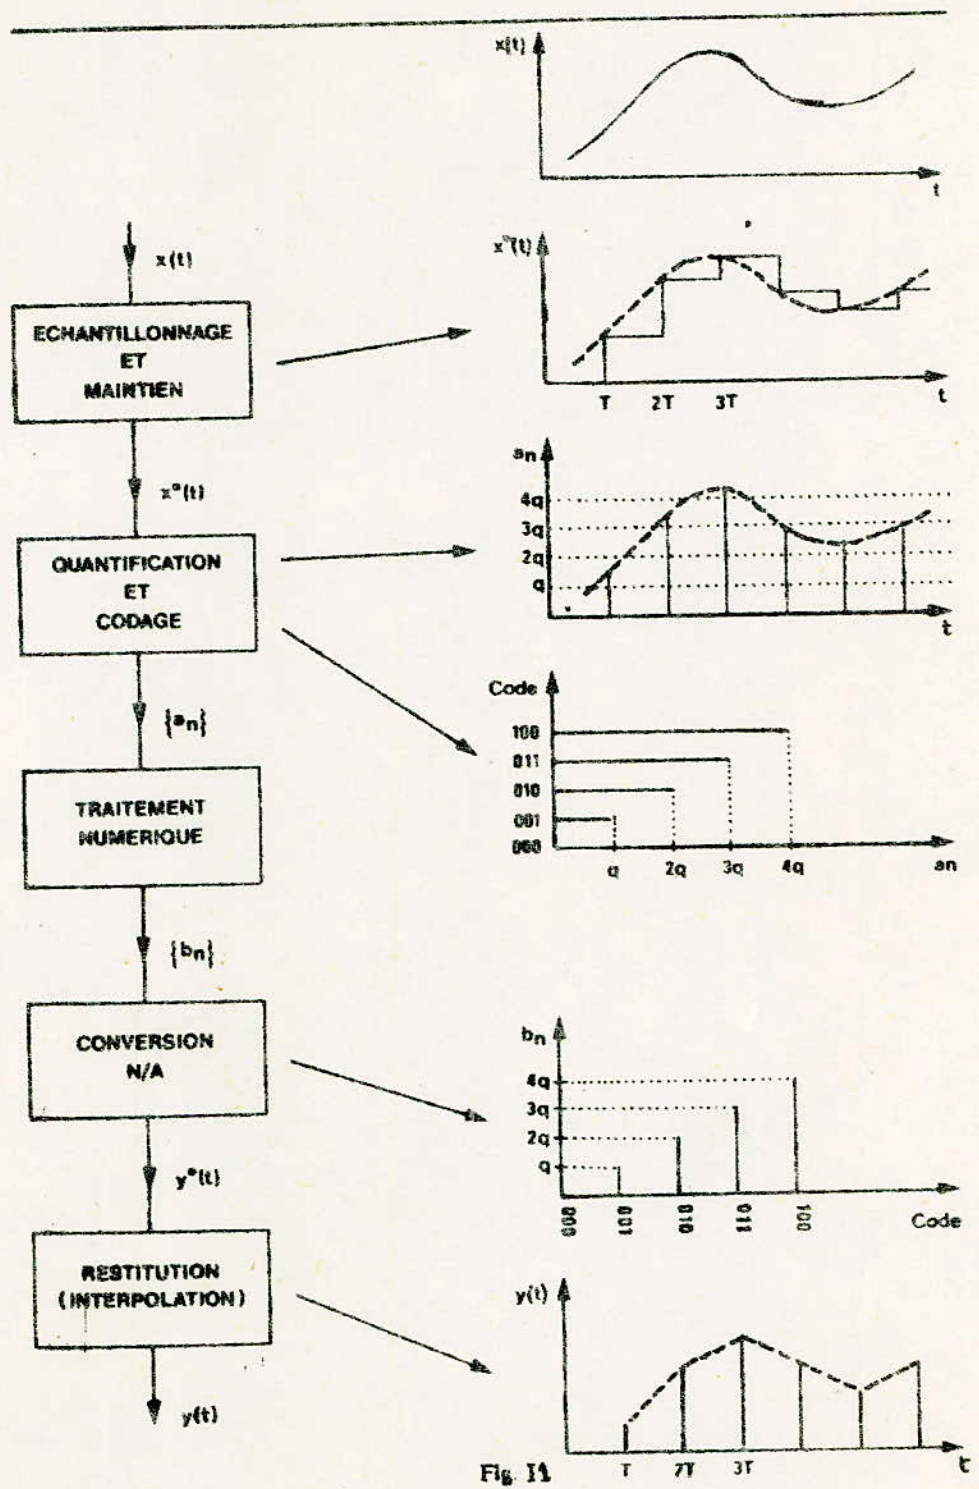 x(t)
t
x(t)
ECHANTILLONNAGE
ET
MAINTIEN
x*(t)
T 2T 3T
t
x*(t)
QUANTIFICATION
ET
CODAGE
an
4q
3q
2q
q
t
{an}
TRAITEMENT
NUMERIQUE
Code
100
011
010
001
000
q 2q 3q 4q
an
{bn}
CONVERSION
N/A
bn
4q
3q
2q
q
000 001 010 011 100
Code
y*(t)
RESTITUTION
(INTERPOLATION)
y(t)
y(t)
T 2T 3T
t
Fig. I1